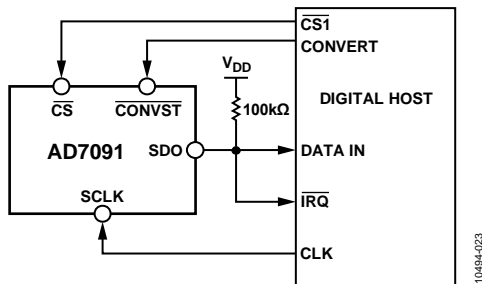 CS1
CONVERT
VDD
DIGITAL HOST
100kΩ
CS
CONVST
AD7091
SDO
DATA IN
SCLK
IRQ
CLK
10494-023